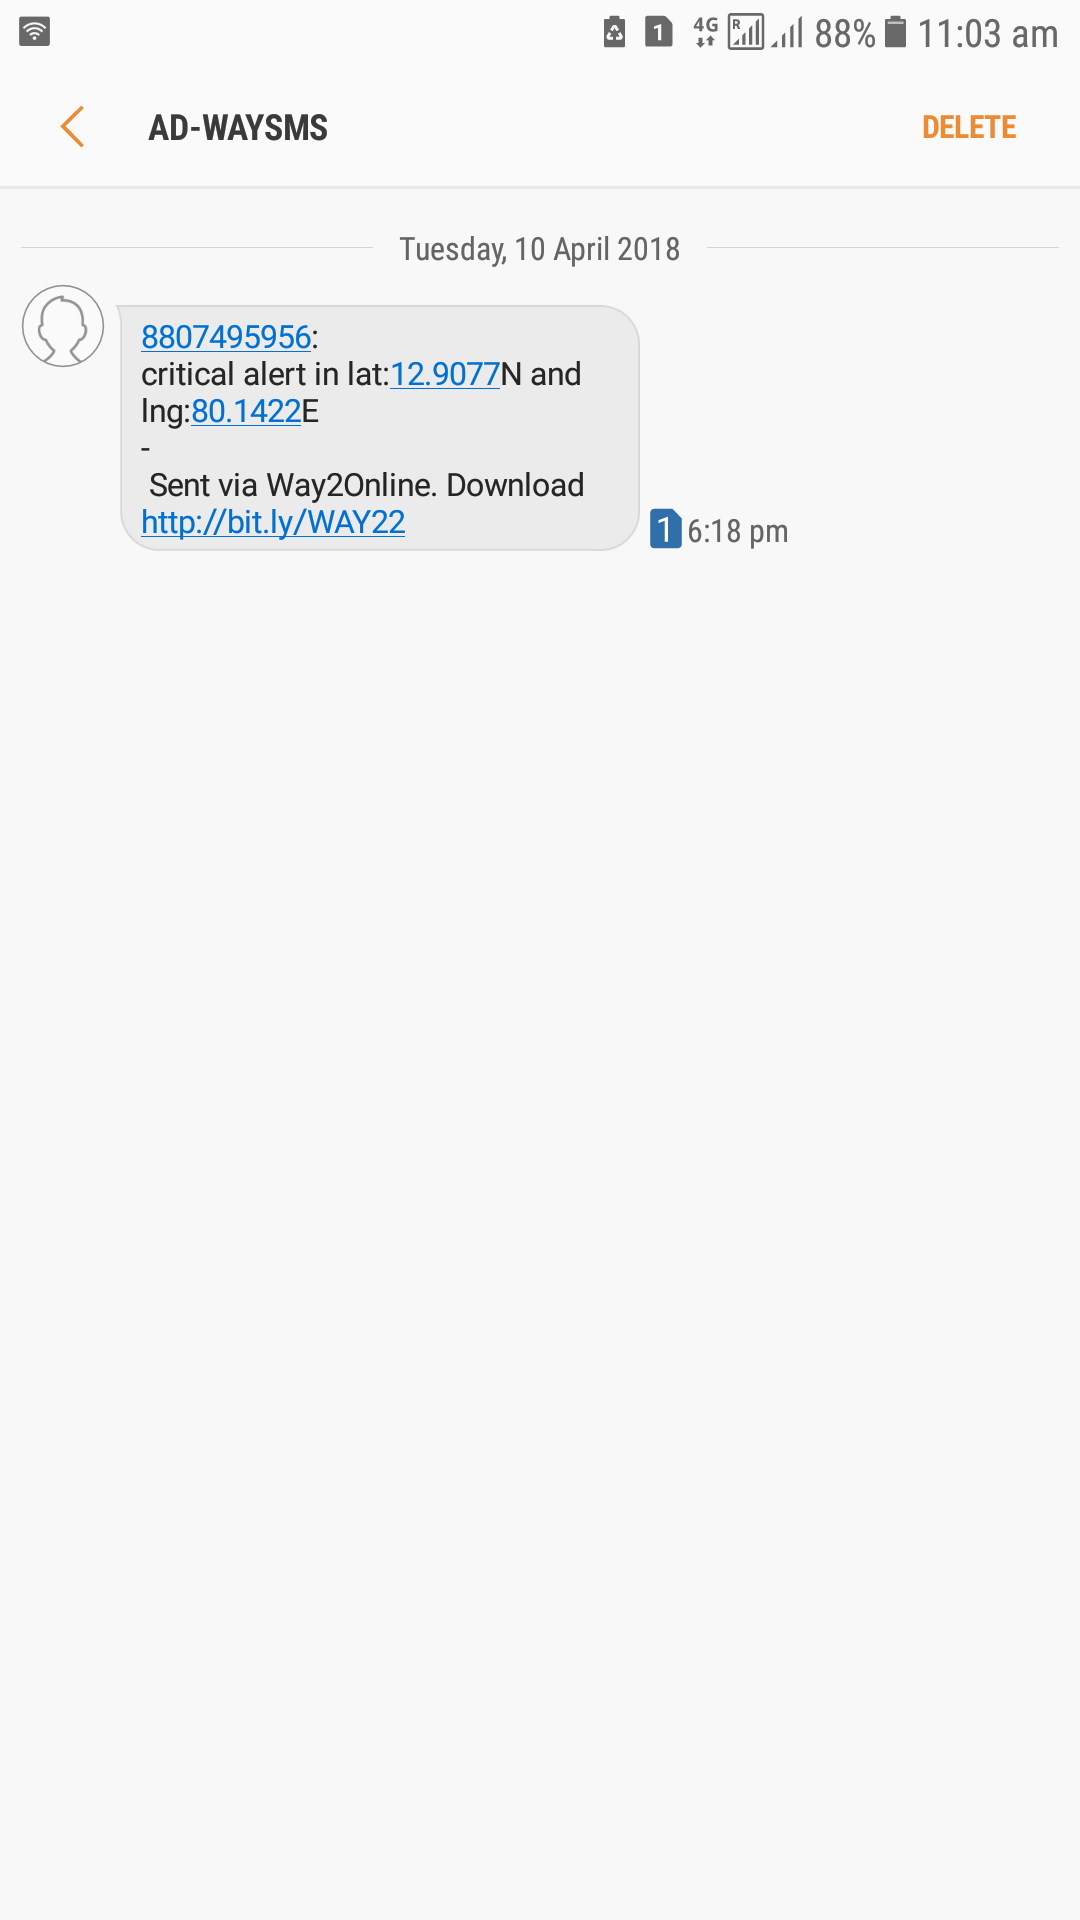 4G R 88% 11:03 am
AD-WAYSMS DELETE
Tuesday, 10 April 2018
8807495956:
critical alert in lat:12.9077N and
lng:80.1422E
-
Sent via Way2Online. Download
http://bit.ly/WAY22
1 6:18 pm